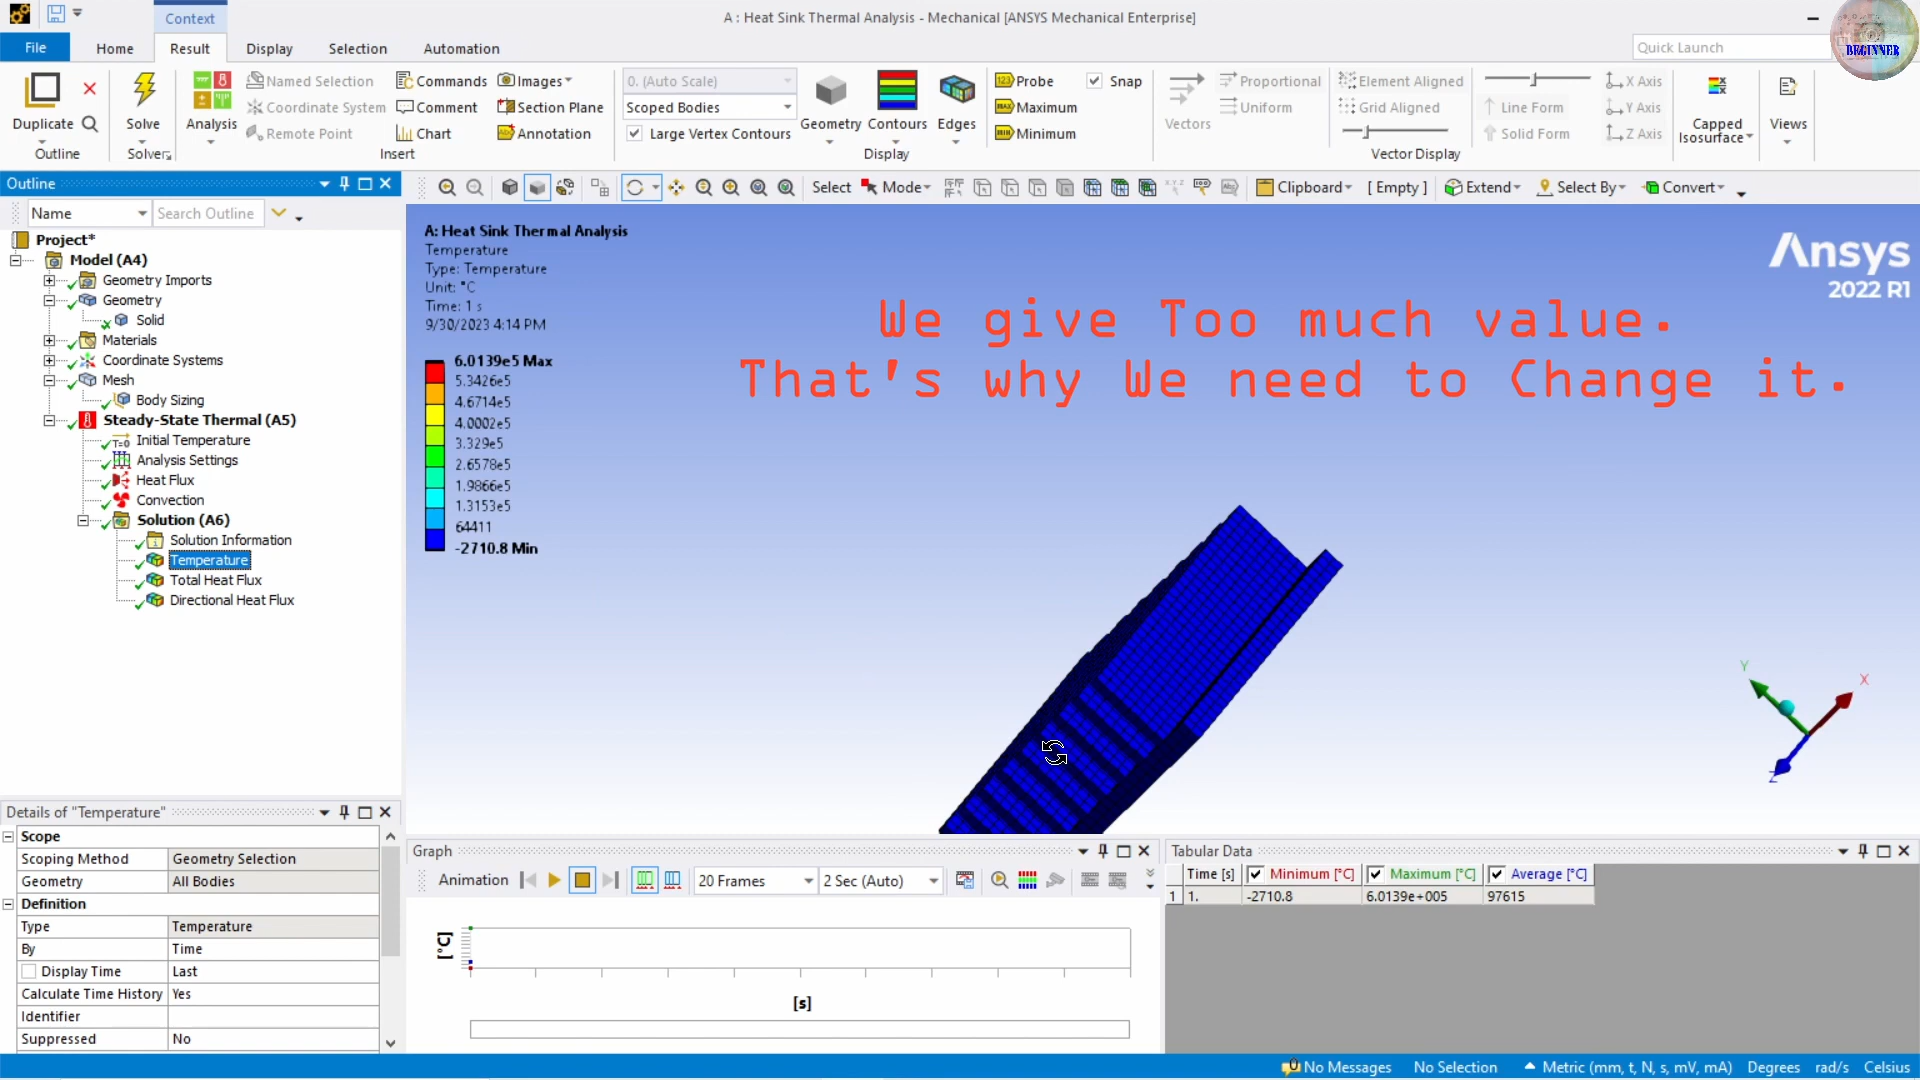 Context
A : Heat Sink Thermal Analysis - Mechanical [ANSYS Mechanical Enterprise]
File Home Result Display Selection Automation
Quick Launch
BEGINNER
Duplicate
Outline
Solve
Solver
Analysis
Named Selection
Coordinate System
Remote Point
Commands
Comment
Chart
Images
Section Plane
Annotation
Insert
0. (Auto Scale)
Scoped Bodies
Large Vertex Contours
Geometry
Contours
Edges
Display
Probe
Maximum
Minimum
Snap
Vectors
Proportional
Uniform
Element Aligned
Grid Aligned
Line Form
Solid Form
X Axis
Y Axis
Z Axis
Vector Display
Capped
Isosurface
Views
Outline
Select Mode Clipboard [ Empty ] Extend Select By Convert
Name Search Outline
Project*
Model (A4)
Geometry Imports
Geometry
Solid
Materials
Coordinate Systems
Mesh
Body Sizing
Steady-State Thermal (A5)
T=0 Initial Temperature
Analysis Settings
Heat Flux
Convection
Solution (A6)
Solution Information
Temperature
Total Heat Flux
Directional Heat Flux
A: Heat Sink Thermal Analysis
Temperature
Type: Temperature
Unit: °C
Time: 1 s
9/30/2023 4:14 PM
6.0139e5 Max
5.3426e5
4.6714e5
4.0002e5
3.329e5
2.6578e5
1.9866e5
1.3153e5
64411
-2710.8 Min
We give Too much value.
That's why We need to Change it.
Ansys
2022 R1
Y
X
Z
Details of "Temperature"
Scope
Scoping Method Geometry Selection
Geometry All Bodies
Definition
Type Temperature
By Time
Display Time Last
Calculate Time History Yes
Identifier
Suppressed No
Graph
Animation 20 Frames 2 Sec (Auto)
[°C]
[s]
Tabular Data
Time [s] Minimum [°C] Maximum [°C] Average [°C]
1 1. -2710.8 6.0139e+005 97615
No Messages No Selection Metric (mm, t, N, s, mV, mA) Degrees rad/s Celsius